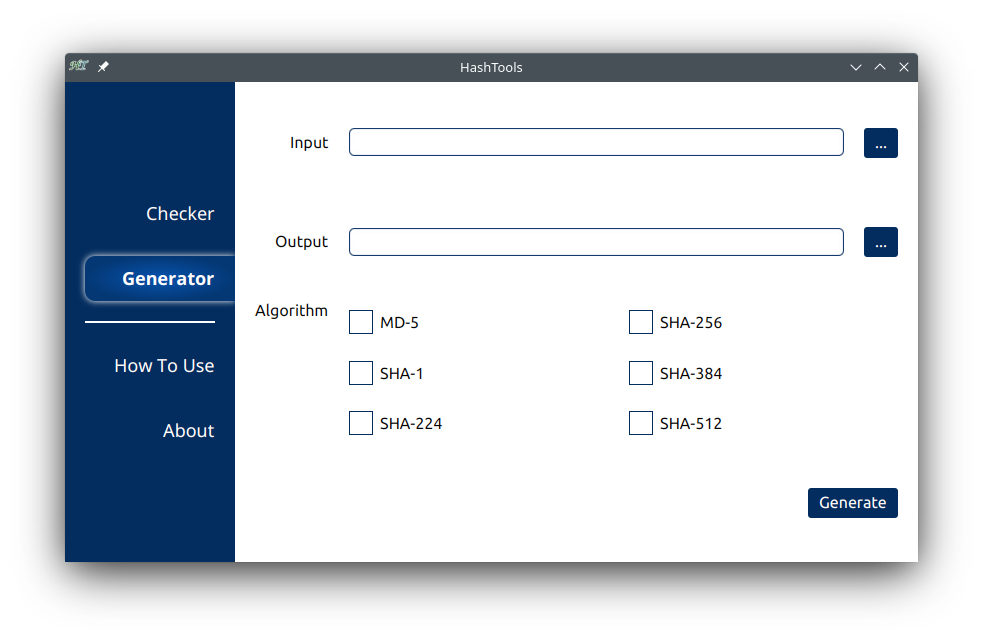 HashTools
Checker
Generator
How To Use
About
Input
...
Output
...
Algorithm
MD-5
SHA-256
SHA-1
SHA-384
SHA-224
SHA-512
Generate